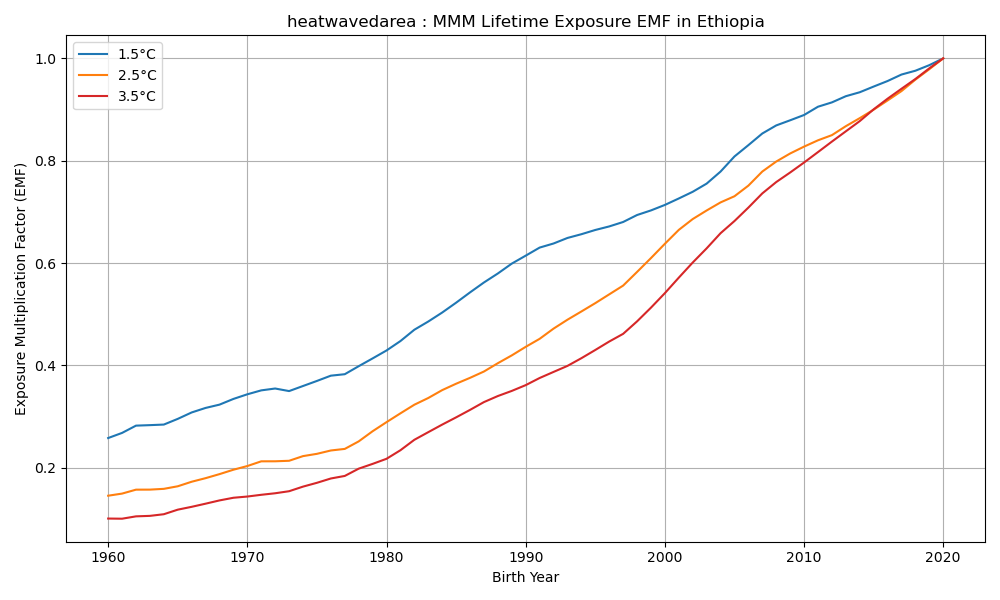 heatwavedarea : MMM Lifetime Exposure EMF in Ethiopia
1.5°C
2.5°C
3.5°C
Exposure Multiplication Factor (EMF)
1.0
0.8
0.6
0.4
0.2
1960 1970 1980 1990 2000 2010 2020
Birth Year